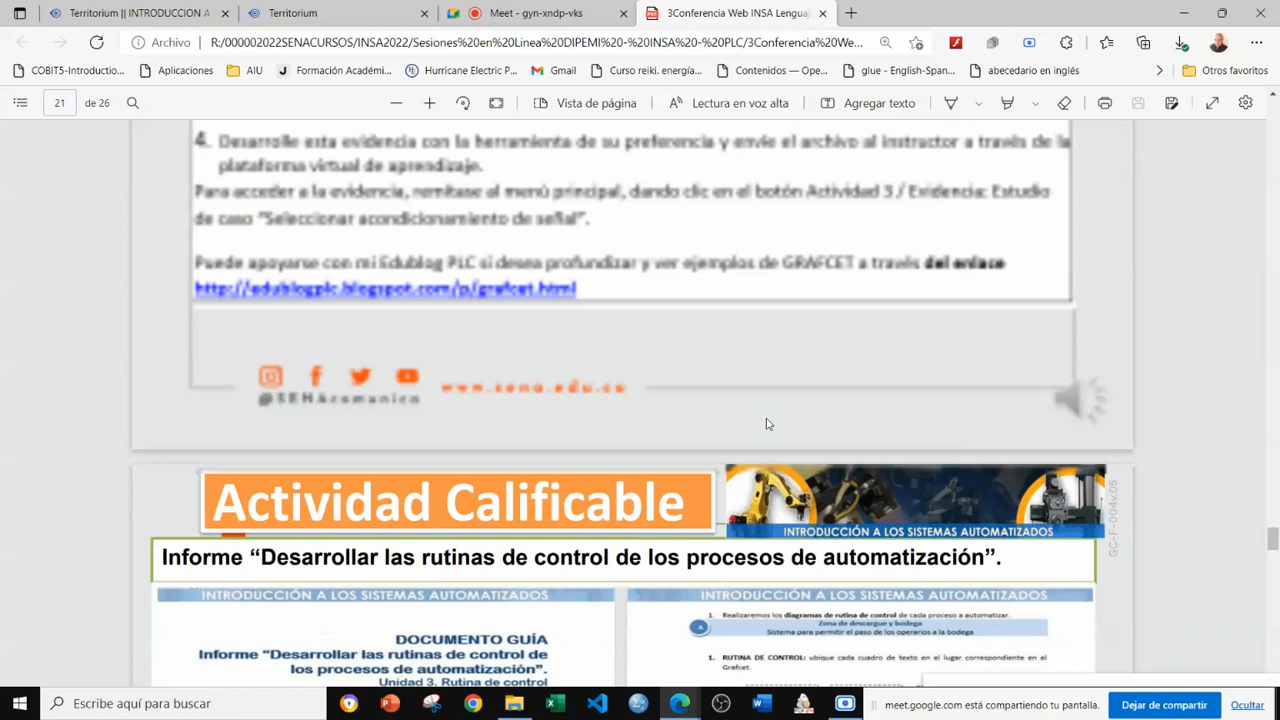 Territorium || INTRODUCCION A
Territorium
Meet - gyn-xndp-vks
3Conferencia Web INSA Lenguaj
Archivo
R:/000002022SENACURSOS/INSA2022/Sesiones%20en%20Linea%20DIPEMI%20-%20INSA%20-%20PLC/3Conferencia%20We...
COBIT5-Introductio...
Aplicaciones
AIU
Formación Académi...
Hurricane Electric P...
Gmail
Curso reiki. energía...
Contenidos — Ope...
glue - English-Span...
abecedario en inglés
Otros favoritos
21
de 26
Vista de página
Lectura en voz alta
Agregar texto
4. Desarrolle esta evidencia con la herramienta de su preferencia y envíe el archivo al instructor a través de la
plataforma virtual de aprendizaje.
Para acceder a la evidencia, remítase al menú principal, dando clic en el botón Actividad 3 / Evidencia: Estudio
de caso "Seleccionar acondicionamiento de señal".
Puede apoyarse con mi Edublog PLC si desea profundizar y ver ejemplos de GRAFCET a través del enlace
http://edublogplc.blogspot.com/p/grafcet.html
@SENAcomunica
www.sena.edu.co
Actividad Calificable
INTRODUCCIÓN A LOS SISTEMAS AUTOMATIZADOS
GC-F-004v.05
Informe “Desarrollar las rutinas de control de los procesos de automatización”.
INTRODUCCIÓN A LOS SISTEMAS AUTOMATIZADOS
INTRODUCCIÓN A LOS SISTEMAS AUTOMATIZADOS
DOCUMENTO GUÍA
Informe “Desarrollar las rutinas de control de
los procesos de automatización”.
Unidad 3. Rutina de control
1. Realizaremos los diagramas de rutina de control de cada proceso a automatizar.
A
Zona de descargue y bodega
Sistema para permitir el paso de los operarios a la bodega
1. RUTINA DE CONTROL: ubique cada cuadro de texto en el lugar correspondiente en el
Grafcet.
Escribe aquí para buscar
meet.google.com está compartiendo tu pantalla.
Dejar de compartir
Ocultar